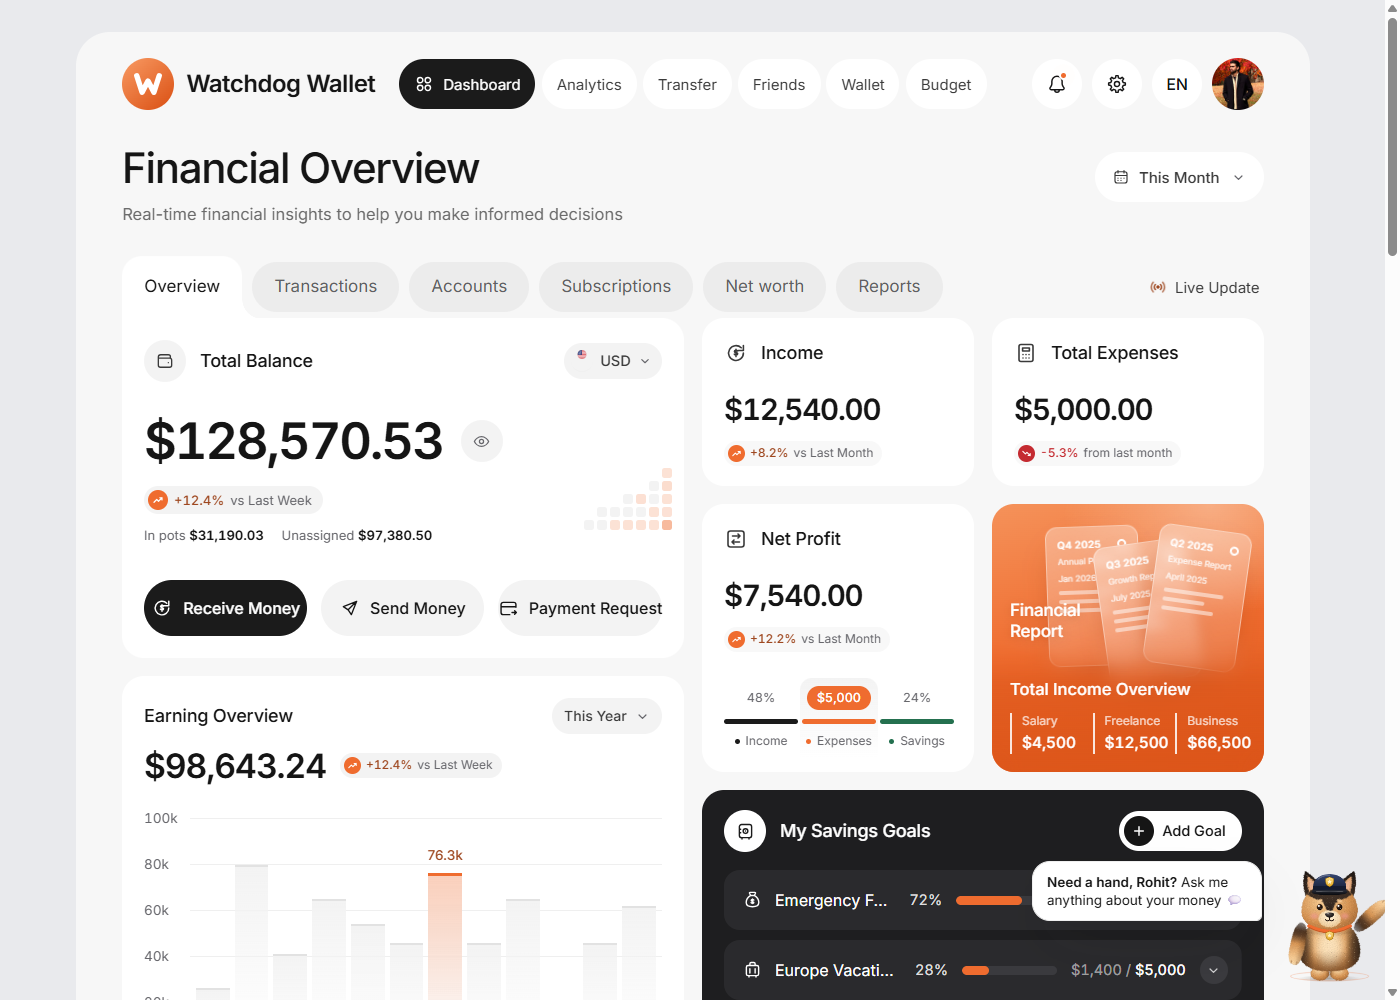 W Watchdog Wallet
Dashboard
Analytics
Transfer
Friends
Wallet
Budget
EN
Financial Overview
Real-time financial insights to help you make informed decisions
This Month
Overview
Transactions
Accounts
Subscriptions
Net worth
Reports
Live Update
Total Balance
USD
$128,570.53
+12.4% vs Last Week
In pots $31,190.03 Unassigned $97,380.50
Receive Money
Send Money
Payment Request
Income
$12,540.00
+8.2% vs Last Month
Total Expenses
$5,000.00
-5.3% from last month
Net Profit
$7,540.00
+12.2% vs Last Month
48% $5,000 24%
Income Expenses Savings
Q4 2025
Jan 2026
Q3 2025
July 2025
Q2 2025
Expense Report
April 2025
Financial
Report
Total Income Overview
Salary Freelance Business
$4,500 $12,500 $66,500
Earning Overview
This Year
$98,643.24
+12.4% vs Last Week
100k
80k
76.3k
60k
40k
My Savings Goals
Add Goal
Emergency F... 72%
Need a hand, Rohit? Ask me
anything about your money
Europe Vacati... 28% $1,400 / $5,000